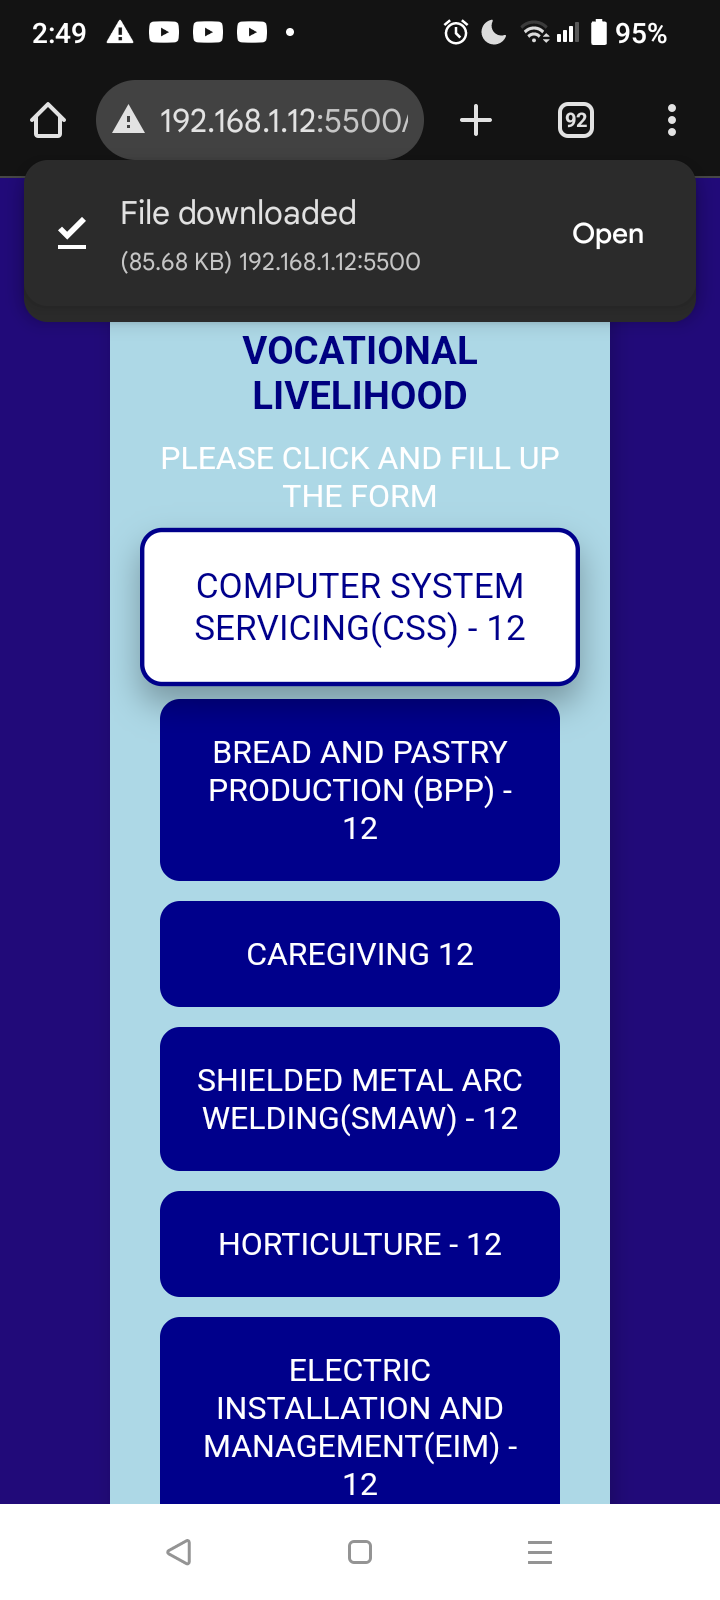 2:49
95%
192.168.1.12:5500/
92
File downloaded
Open
(85.68 KB) 192.168.1.12:5500
VOCATIONAL
LIVELIHOOD
PLEASE CLICK AND FILL UP
THE FORM
COMPUTER SYSTEM
SERVICING(CSS) - 12
BREAD AND PASTRY
PRODUCTION (BPP) -
12
CAREGIVING 12
SHIELDED METAL ARC
WELDING(SMAW) - 12
HORTICULTURE - 12
ELECTRIC
INSTALLATION AND
MANAGEMENT(EIM) -
12